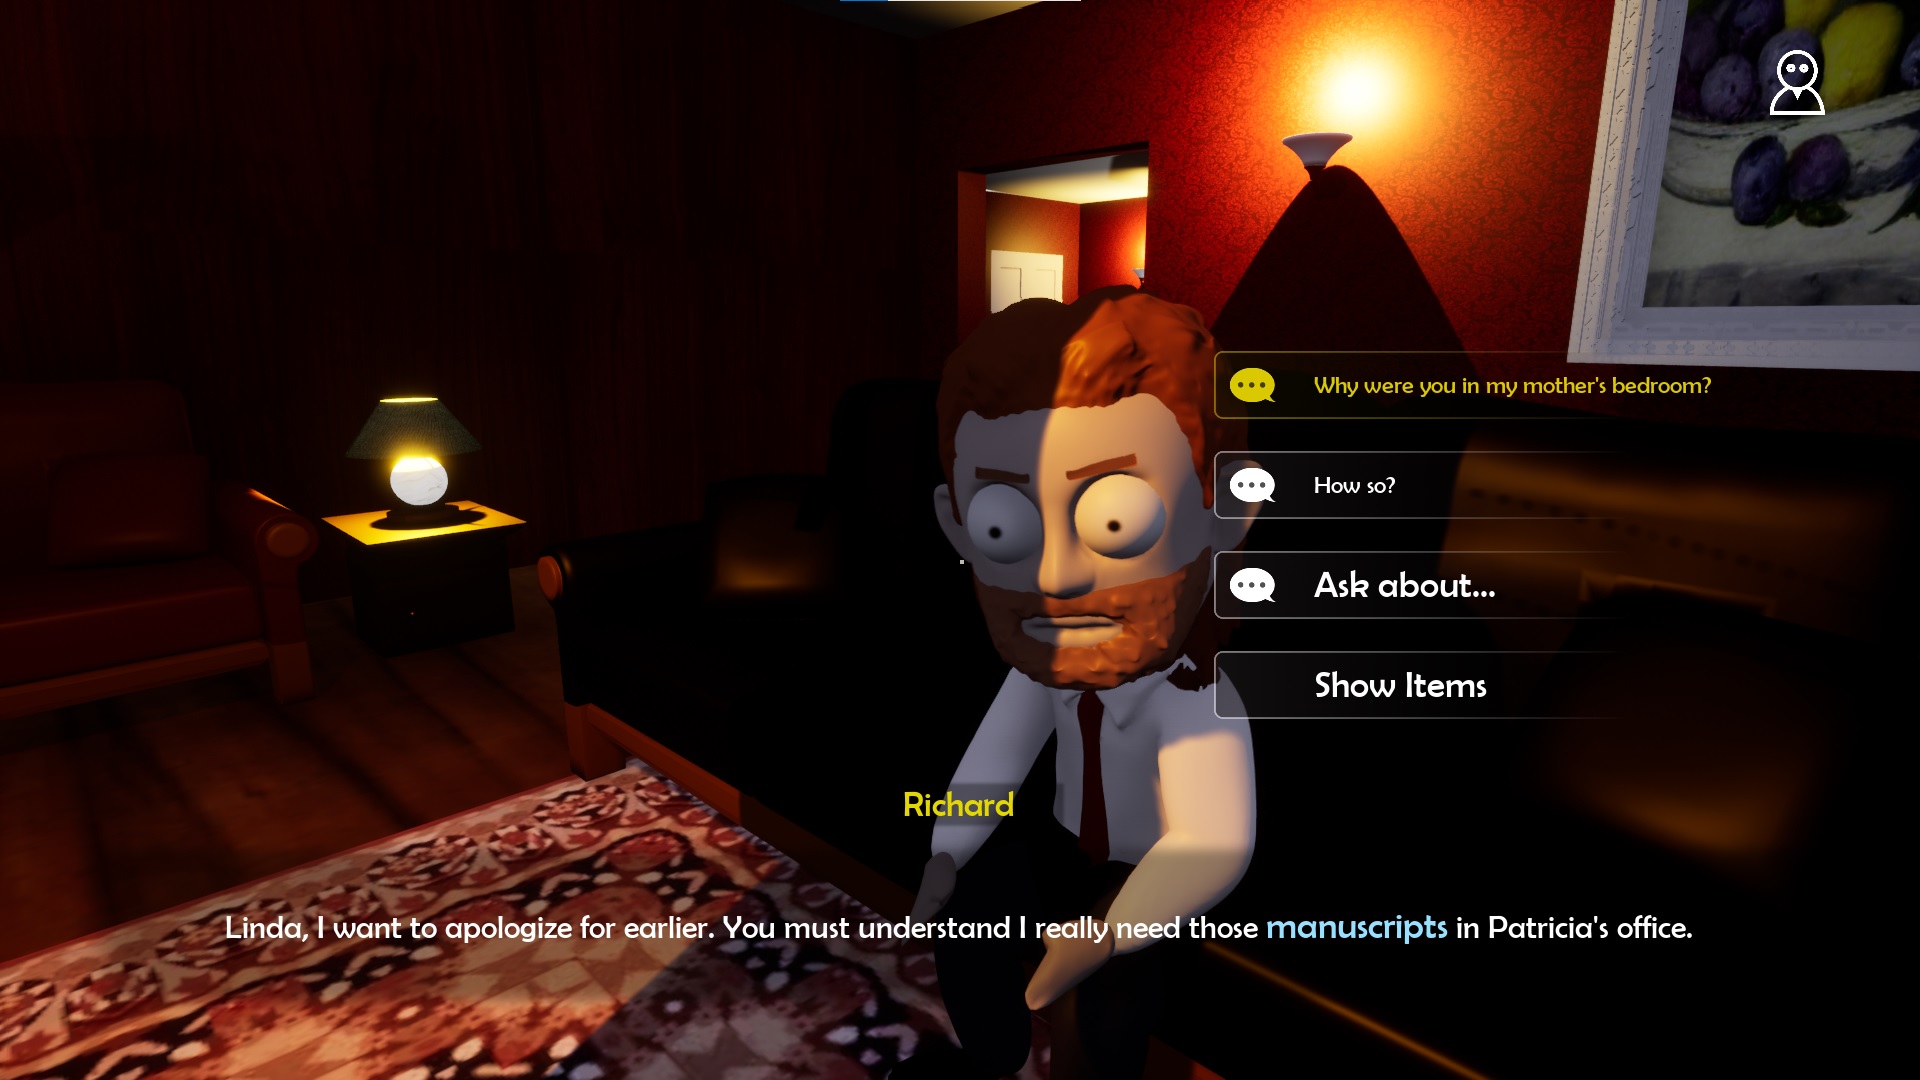 Why were you in my mother's bedroom?
How so?
Ask about...
Show Items
Richard
Linda, I want to apologize for earlier. You must understand I really need those manuscripts in Patricia's office.